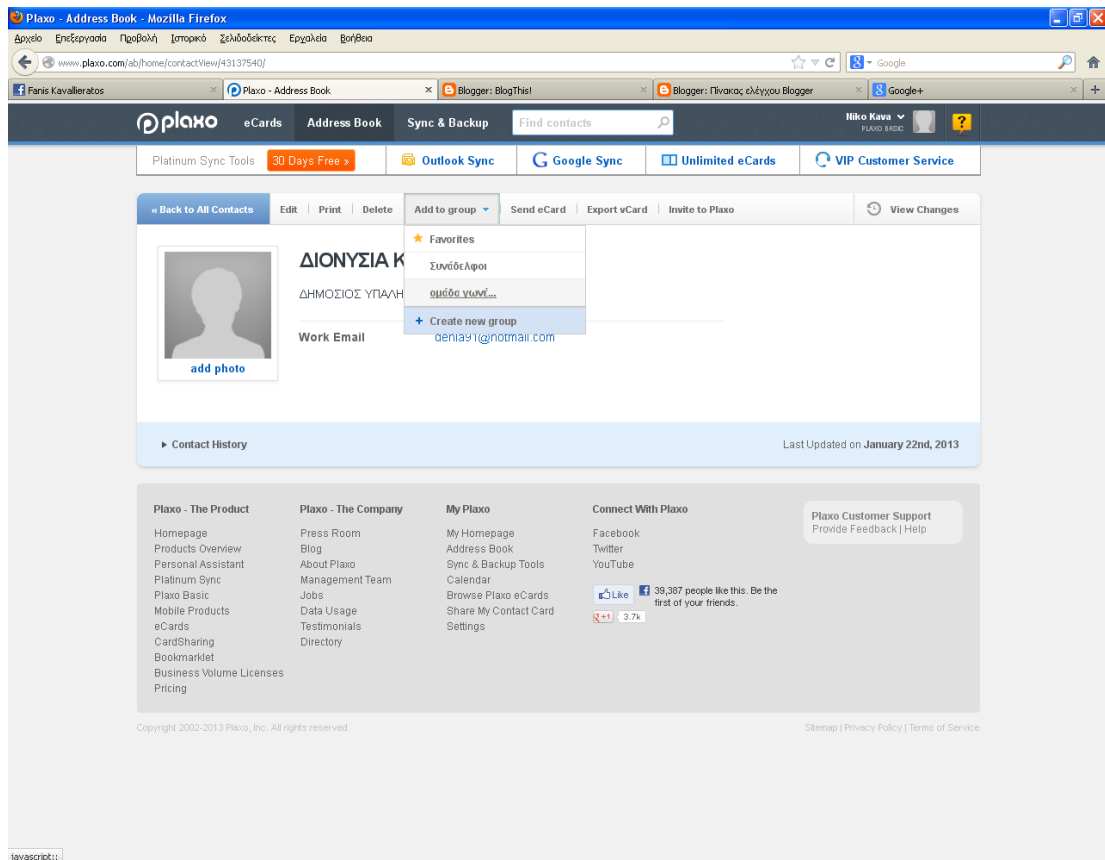 Plaxo - Address Book - Mozilla Firefox
Αρχείο Επεξεργασία Προβολή Ιστορικό Σελιδοδείκτες Εργαλεία Βοήθεια
www.plaxo.com/ab/home/contactView/43137540/
Google
Fanis Kavallieratos
Plaxo - Address Book
Blogger: BlogThis!
Blogger: Πίνακας ελέγχου Blogger
Google+
plaxo eCards Address Book Sync & Backup Find contacts Niko Kava
PLAXO BASIC
?
Platinum Sync Tools 30 Days Free » Outlook Sync Google Sync Unlimited eCards VIP Customer Service
« Back to All Contacts Edit | Print | Delete Add to group Send eCard | Export vCard | Invite to Plaxo View Changes
Favorites
Συνάδελφοι
ομάδα γωνέ...
+ Create new group
ΔΙΟΝΥΣΙΑ Κ
ΔΗΜΟΣΙΟΣ ΥΠΑΛΗ
Work Email denia91@hotmail.com
add photo
Contact History Last Updated on January 22nd, 2013
Plaxo - The Product
Homepage
Products Overview
Personal Assistant
Platinum Sync
Plaxo Basic
Mobile Products
eCards
CardSharing
Bookmarklet
Business Volume Licenses
Pricing
Plaxo - The Company
Press Room
Blog
About Plaxo
Management Team
Jobs
Data Usage
Testimonials
Directory
My Plaxo
My Homepage
Address Book
Sync & Backup Tools
Calendar
Browse Plaxo eCards
Share My Contact Card
Settings
Connect With Plaxo
Facebook
Twitter
YouTube
Like 39,387 people like this. Be the
first of your friends.
+1 3.7k
Plaxo Customer Support
Provide Feedback | Help
Copyright 2002-2013 Plaxo, Inc. All rights reserved. Sitemap | Privacy Policy | Terms of Service
javascript:;